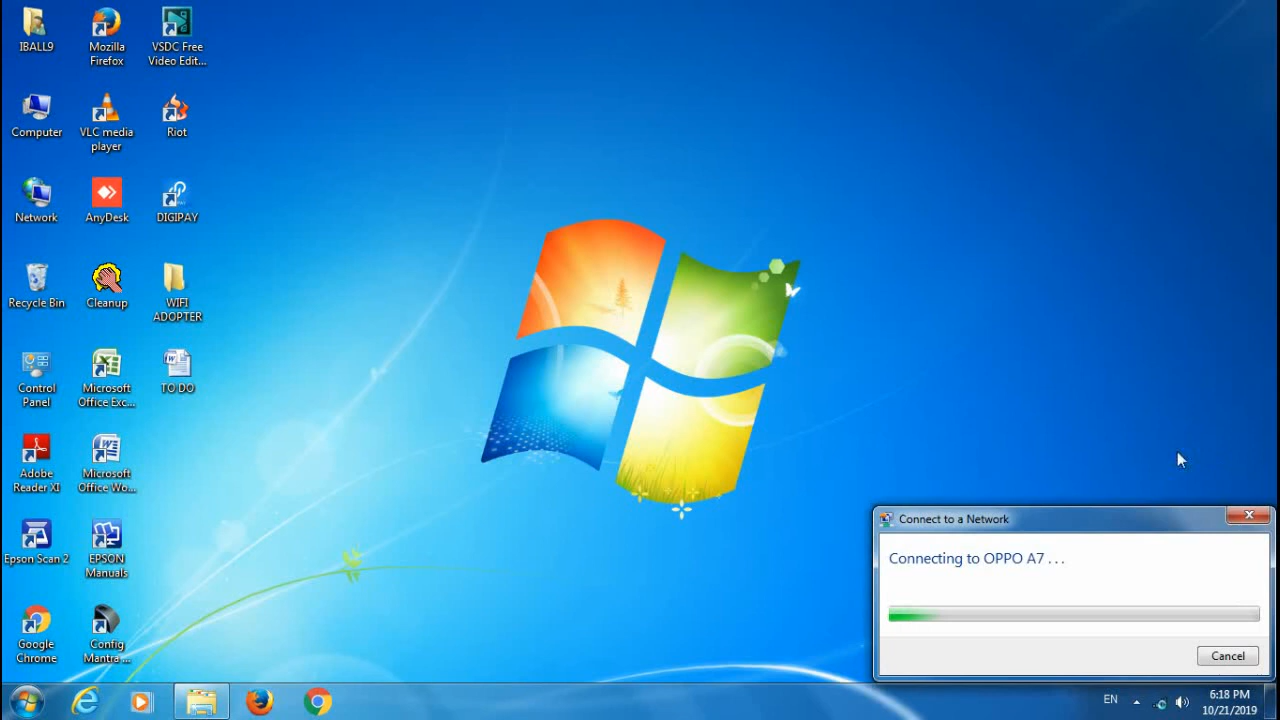 IBALL9
Mozilla
Firefox
VSDC Free
Video Edit...
Computer
VLC media
player
Riot
Network
AnyDesk
DIGIPAY
Recycle Bin
Cleanup
WIFI
ADOPTER
Control
Panel
Microsoft
Office Exc...
TO DO
Adobe
Reader XI
Microsoft
Office Wo...
Epson Scan 2
EPSON
Manuals
Google
Chrome
Config
Mantra ...
Connect to a Network
Connecting to OPPO A7 . . .
Cancel
EN
6:18 PM
10/21/2019